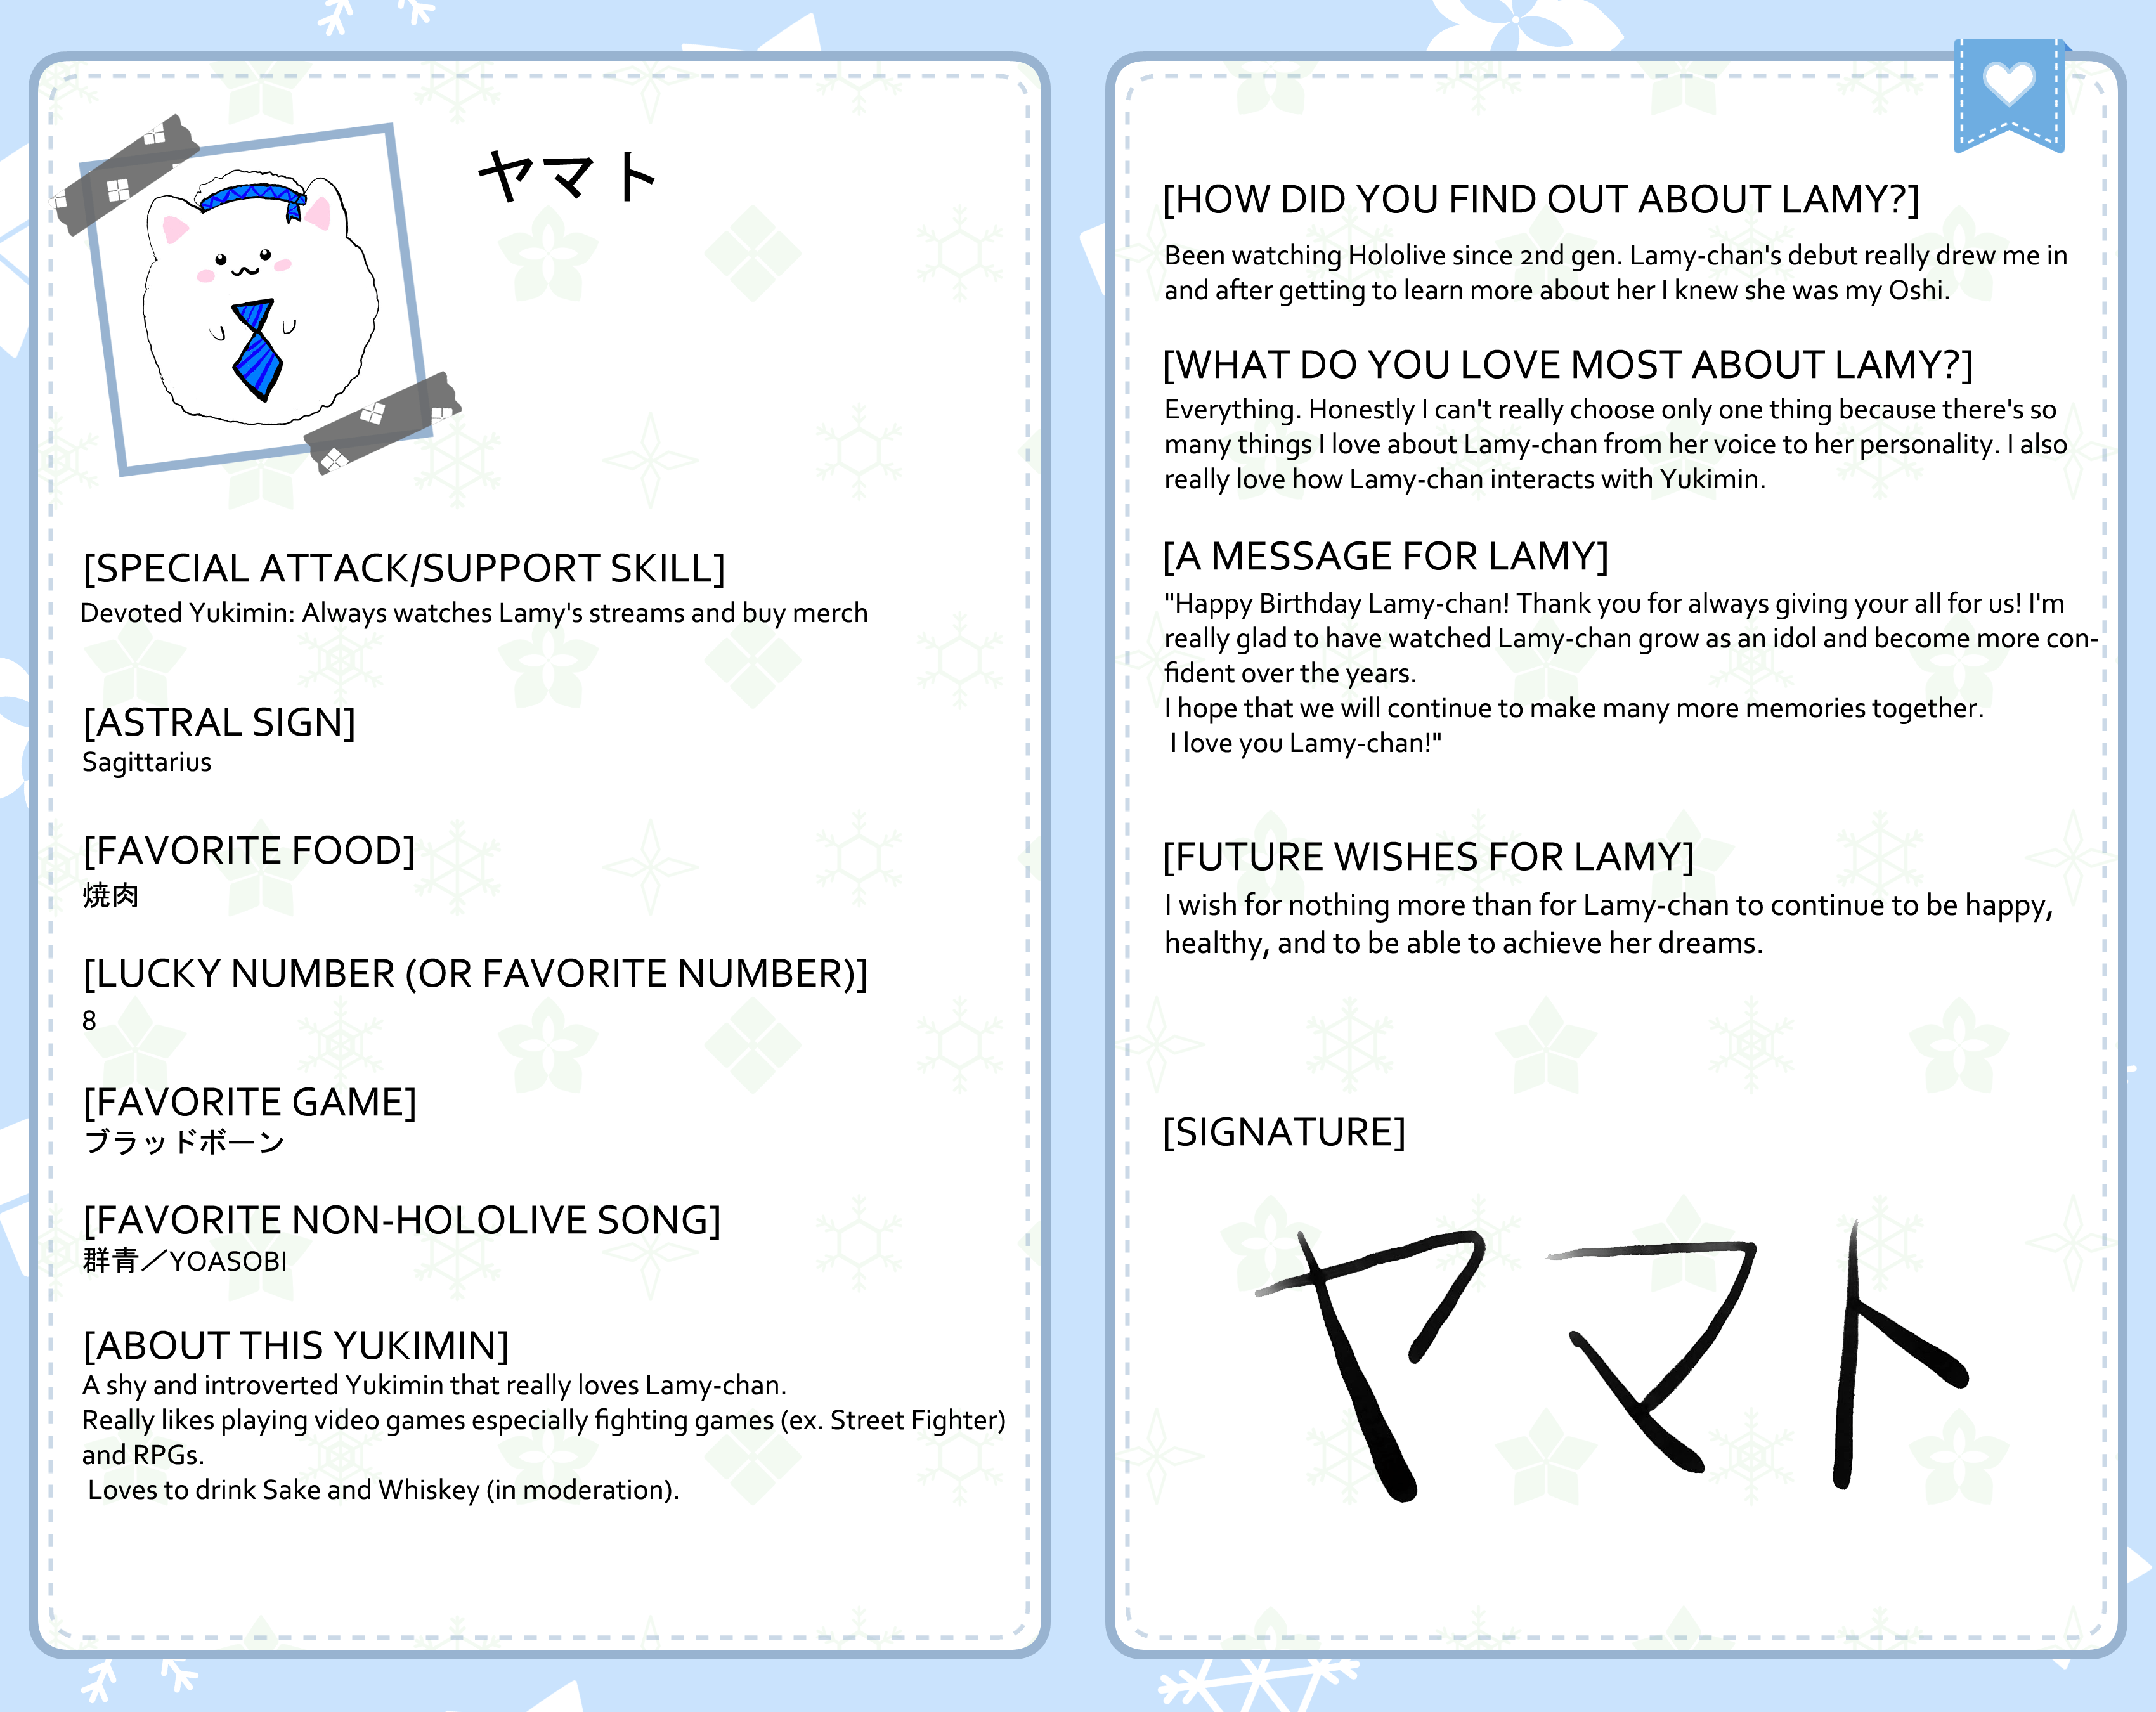 ヤマト
[SPECIAL ATTACK/SUPPORT SKILL]
Devoted Yukimin: Always watches Lamy's streams and buy merch
[ASTRAL SIGN]
Sagittarius
[FAVORITE FOOD]
焼肉
[LUCKY NUMBER (OR FAVORITE NUMBER)]
8
[FAVORITE GAME]
ブラッドボーン
[FAVORITE NON-HOLOLIVE SONG]
群青／YOASOBI
[ABOUT THIS YUKIMIN]
A shy and introverted Yukimin that really loves Lamy-chan.
Really likes playing video games especially fighting games (ex. Street Fighter)
and RPGs.
Loves to drink Sake and Whiskey (in moderation).
[HOW DID YOU FIND OUT ABOUT LAMY?]
Been watching Hololive since 2nd gen. Lamy-chan's debut really drew me in
and after getting to learn more about her I knew she was my Oshi.
[WHAT DO YOU LOVE MOST ABOUT LAMY?]
Everything. Honestly I can't really choose only one thing because there's so
many things I love about Lamy-chan from her voice to her personality. I also
really love how Lamy-chan interacts with Yukimin.
[A MESSAGE FOR LAMY]
"Happy Birthday Lamy-chan! Thank you for always giving your all for us! I'm
really glad to have watched Lamy-chan grow as an idol and become more con-
fident over the years.
I hope that we will continue to make many more memories together.
I love you Lamy-chan!"
[FUTURE WISHES FOR LAMY]
I wish for nothing more than for Lamy-chan to continue to be happy,
healthy, and to be able to achieve her dreams.
[SIGNATURE]
ヤマト